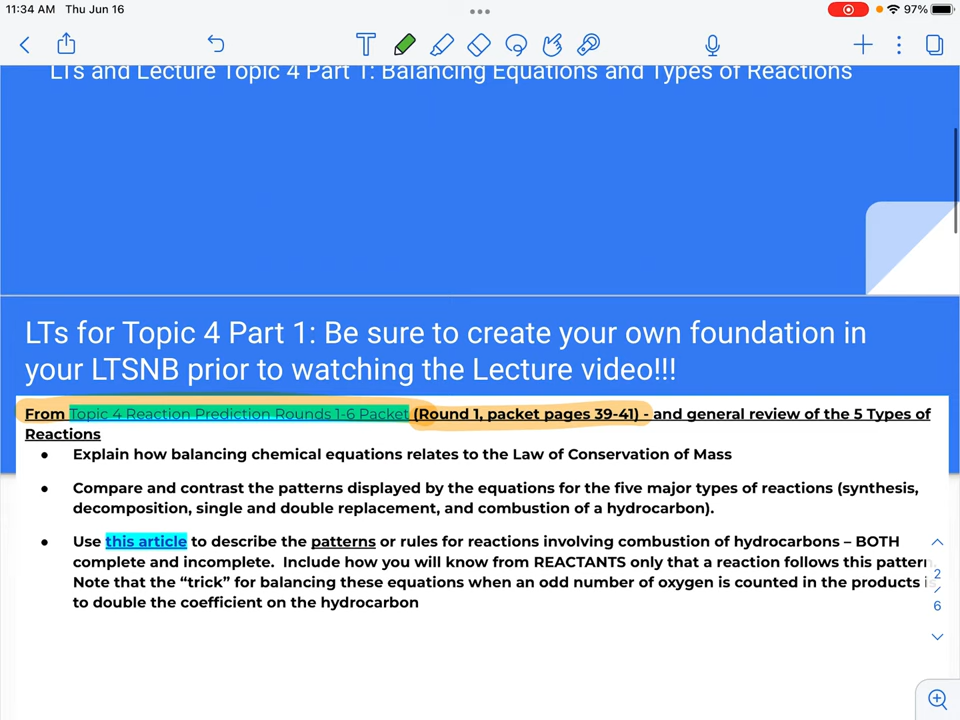 11:34 AM Thu Jun 16
97%
LTs and Lecture Topic 4 Part 1: Balancing Equations and Types of Reactions
LTs for Topic 4 Part 1: Be sure to create your own foundation in
your LTSNB prior to watching the Lecture video!!!
From Topic 4 Reaction Prediction Rounds 1-6 Packet (Round 1, packet pages 39-41) - and general review of the 5 Types of
Reactions
● Explain how balancing chemical equations relates to the Law of Conservation of Mass
● Compare and contrast the patterns displayed by the equations for the five major types of reactions (synthesis,
decomposition, single and double replacement, and combustion of a hydrocarbon).
● Use this article to describe the patterns or rules for reactions involving combustion of hydrocarbons – BOTH
complete and incomplete. Include how you will know from REACTANTS only that a reaction follows this pattern.
Note that the “trick” for balancing these equations when an odd number of oxygen is counted in the products is
to double the coefficient on the hydrocarbon
2
/
6